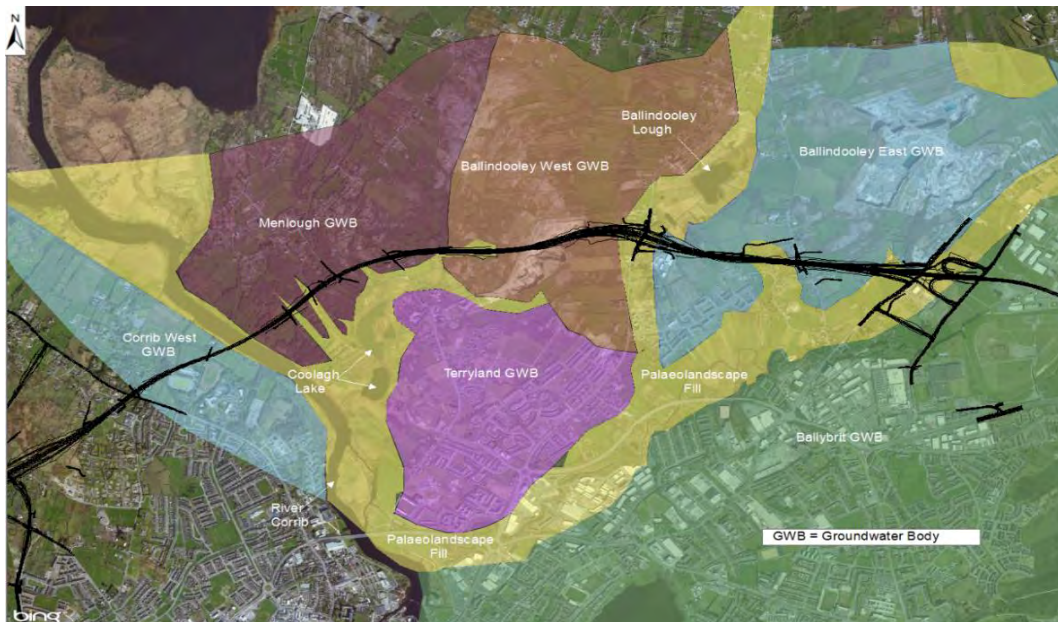 N
Ballindooley
Lough
Ballindooley West GWB
Ballindooley East GWB
Menlough GWB
Corrib West
GWB
Coolagh
Lake
Terryland GWB
Palaeolandscape
Fill
Ballybrit GWB
River
Corrib
Palaeolandscape
Fill
GWB = Groundwater Body
bing